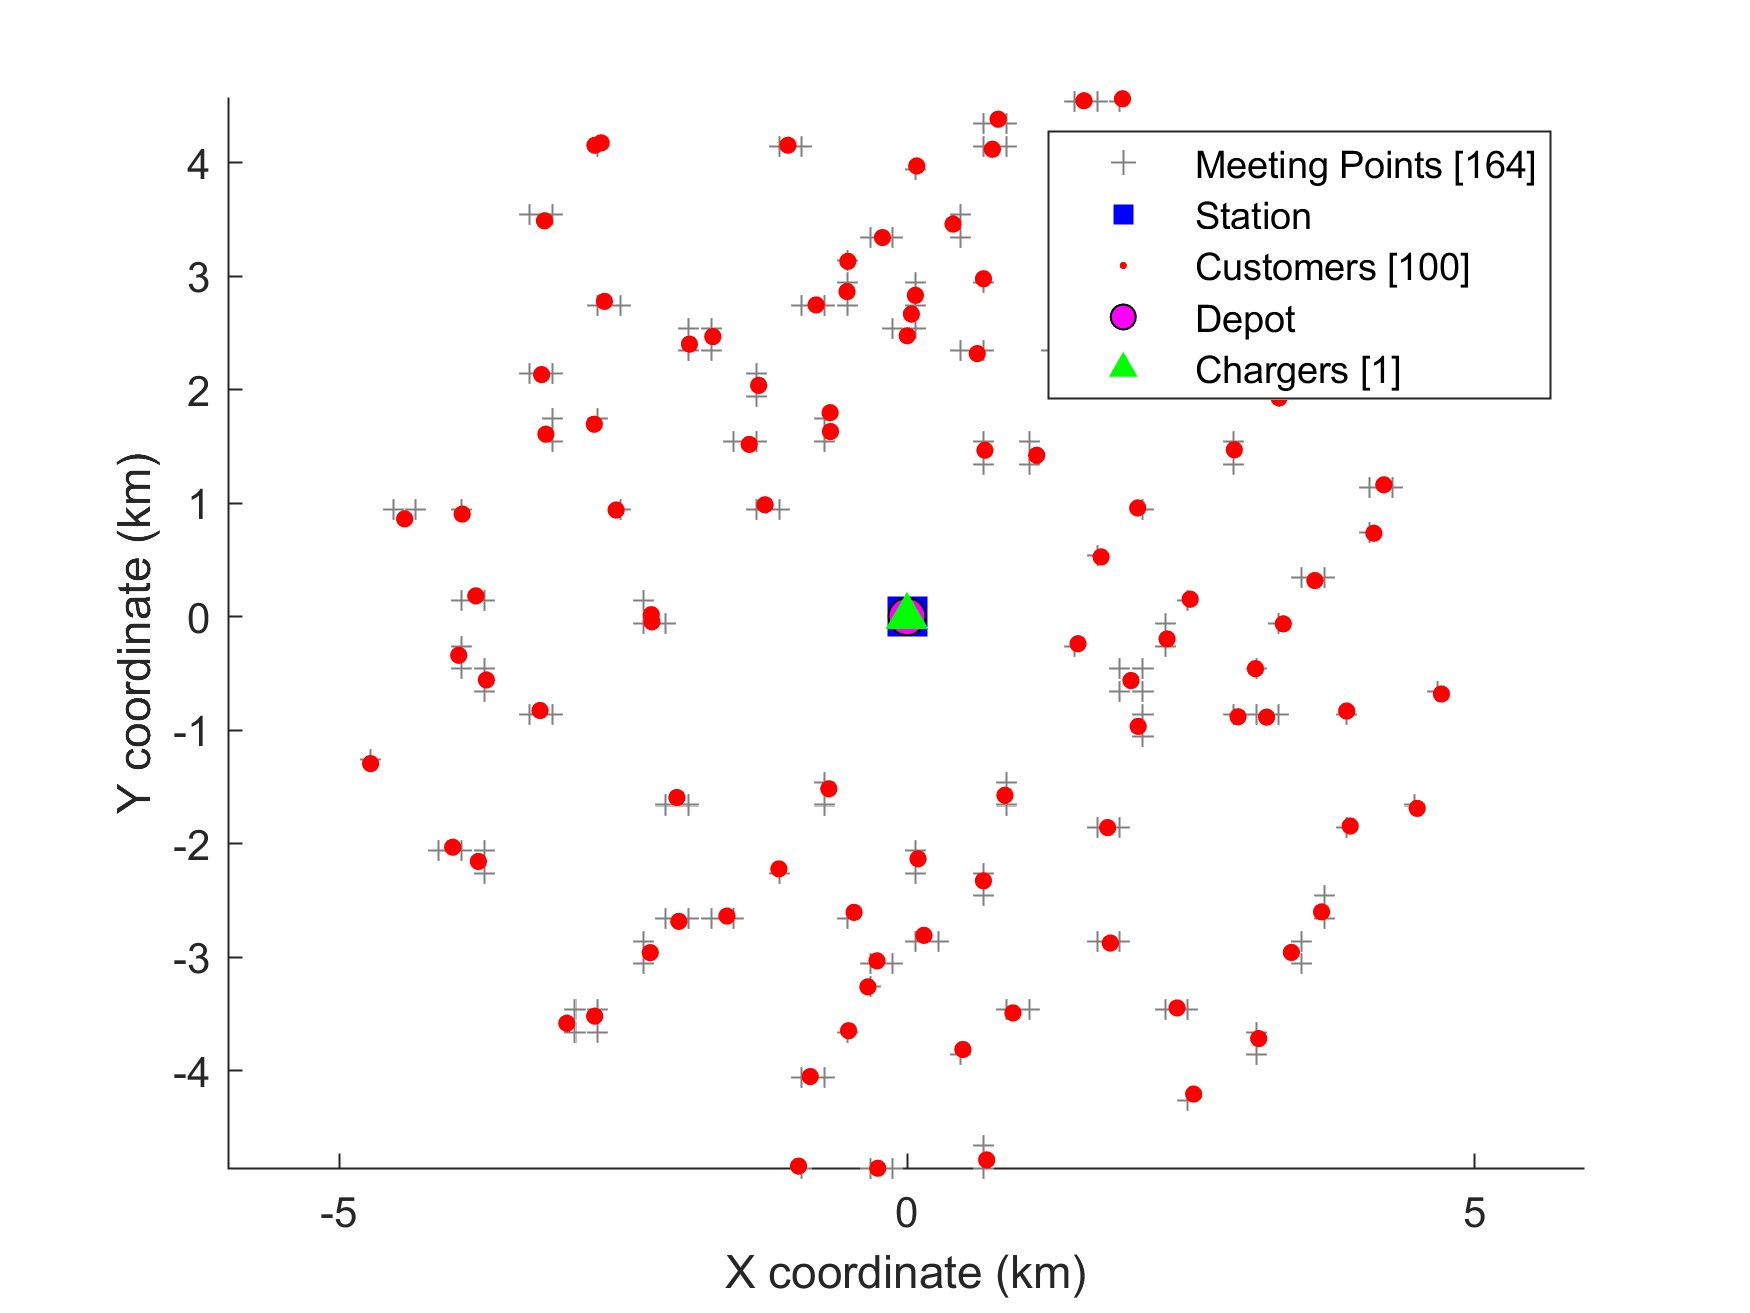 Meeting Points [164]
Station
Customers [100]
Depot
Chargers [1]
4
3
2
1
0
-1
-2
-3
-4
Y coordinate (km)
-5 0 5
X coordinate (km)